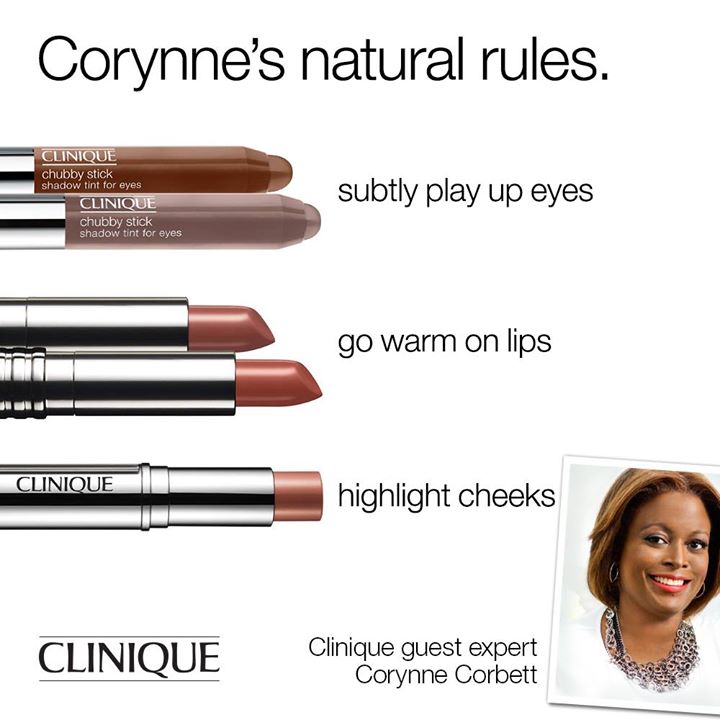 Corynne's natural rules.
CLINIQUE
chubby stick
shadow tint for eyes
CLINIQUE
chubby stick
shadow tint for eyes
subtly play up eyes
go warm on lips
CLINIQUE
highlight cheeks
CLINIQUE
Clinique guest expert
Corynne Corbett